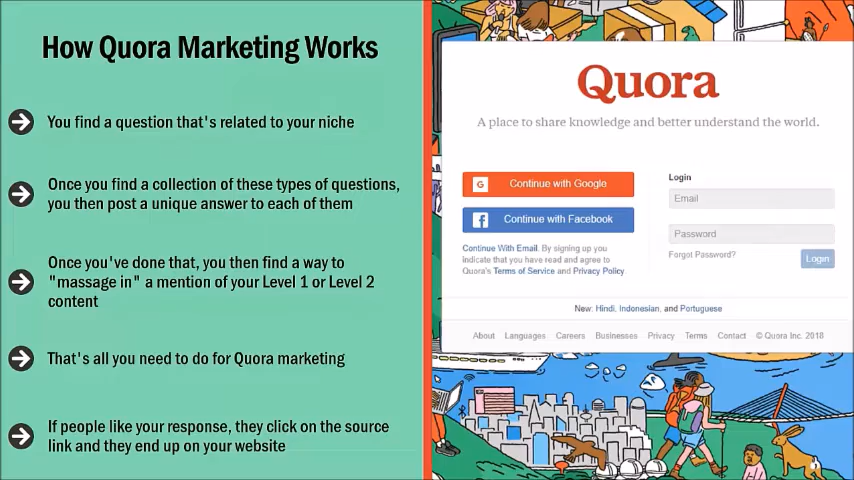 How Quora Marketing Works
You find a question that's related to your niche
Once you find a collection of these types of questions,
you then post a unique answer to each of them
Once you've done that, you then find a way to
"massage in" a mention of your Level 1 or Level 2
content
That's all you need to do for Quora marketing
If people like your response, they click on the source
link and they end up on your website
Quora
A place to share knowledge and better understand the world.
G Continue with Google
f Continue with Facebook
Continue With Email. By signing up you
indicate that you have read and agree to
Quora's Terms of Service and Privacy Policy.
Login
Email
Password
Forgot Password?
Login
New: Hindi, Indonesian, and Portuguese
About Languages Careers Businesses Privacy Terms Contact © Quora Inc. 2018